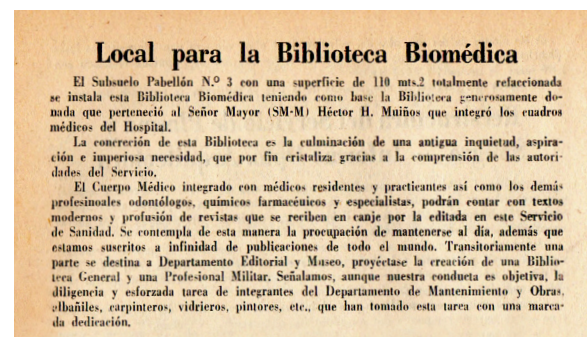 Local para la Biblioteca Biomédica
El Subsuelo Pabellón N.º 3 con una superficie de 110 mts.2 totalmente refaccionada
se instala esta Biblioteca Biomédica teniendo como base la Biblioteca generosamente do-
nada que perteneció al Señor Mayor (SM-M) Héctor H. Muiños que integró los cuadros
médicos del Hospital.
La concreción de esta Biblioteca es la culminación de una antigua inquietud, aspira-
ción e imperiosa necesidad, que por fin cristaliza gracias a la comprensión de las autori-
dades del Servicio.
El Cuerpo Médico integrado con médicos residentes y practicantes así como los demás
profesinoales odontólogos, químicos farmacéuicos y especialistas, podrán contar con textos
modernos y profusión de revistas que se reciben en canje por la editada en este Servicio
de Sanidad. Se contempla de esta manera la procupación de mantenerse al día, además que
estamos suscritos a infinidad de publicaciones de todo el mundo. Transitoriamente una
parte se destina a Departamento Editorial y Museo, proyéctase la creación de una Biblio-
teca General y una Profesional Militar. Señalamos, aunque nuestra conducta es objetiva, la
diligencia y esforzada tarea de integrantes del Departamento de Mantenimiento y Obras,
albañiles, carpinteros, vidrieros, pintores, etc., que han tomado esta tarea con una marca-
da dedicación.